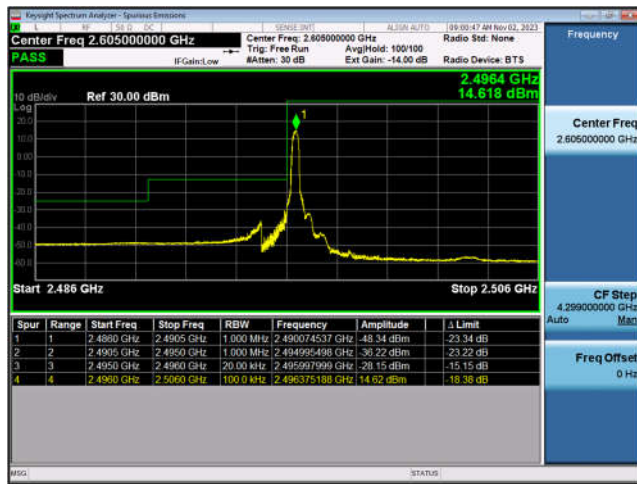 Keysight Spectrum Analyzer - Spurious Emissions
L RF 50 Ω DC SENSE:INT ALIGN AUTO 09:00:47 AM Nov 02, 2023
Center Freq 2.605000000 GHz
Center Freq: 2.605000000 GHz
Radio Std: None
Trig: Free Run
Avg|Hold: 100/100
PASS
IFGain:Low
#Atten: 30 dB
Ext Gain: -14.00 dB
Radio Device: BTS
Frequency
2.4964 GHz
14.618 dBm
10 dB/div
Ref 30.00 dBm
Log
20.0
10.0
0.00
-10.0
-20.0
-30.0
-40.0
-50.0
-60.0
1
Start 2.486 GHz
Stop 2.506 GHz
Center Freq
2.605000000 GHz
CF Step
4.299000000 GHz
Auto Man
Freq Offset
0 Hz
Spur Range Start Freq Stop Freq RBW Frequency Amplitude Δ Limit
1 1 2.4860 GHz 2.4905 GHz 1.000 MHz 2.490074537 GHz -48.34 dBm -23.34 dB
2 2 2.4905 GHz 2.4950 GHz 1.000 MHz 2.494995498 GHz -36.22 dBm -23.22 dB
3 3 2.4950 GHz 2.4960 GHz 20.00 kHz 2.495997999 GHz -28.15 dBm -15.15 dB
4 4 2.4960 GHz 2.5060 GHz 100.0 kHz 2.496375188 GHz 14.62 dBm -18.38 dB
MSG
STATUS